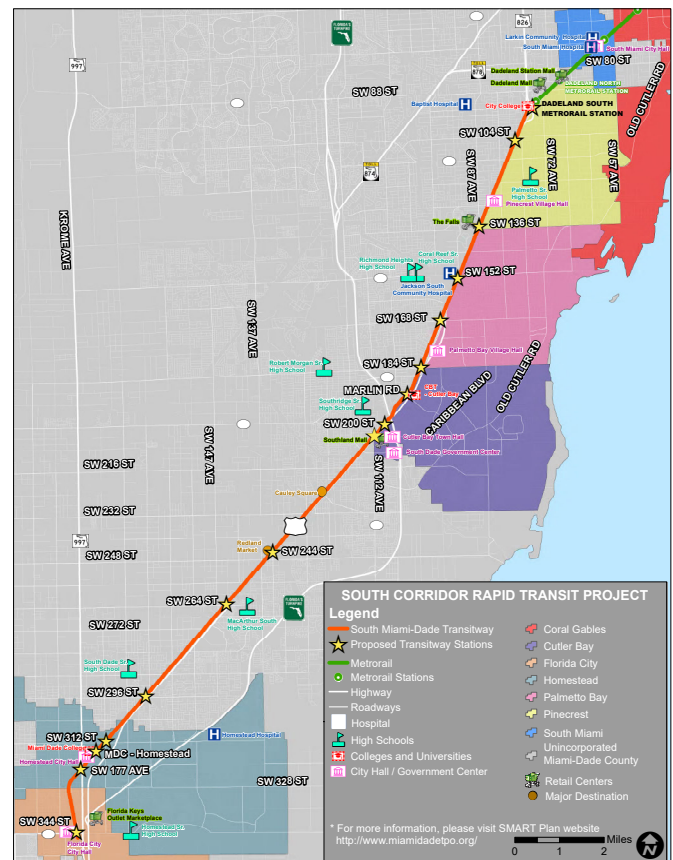 826
Larkin Community Hospital
South Miami Hospital
South Miami City Hall
SW 80 ST
997
878
Dadeland Station Mall
Dadeland Mall
DADELAND NORTH
METRORAIL STATION
SW 88 ST
Baptist Hospital
City College
DADELAND SOUTH
METRORAIL STATION
OLD CUTLER RD
SW 104 ST
SW 87 AVE
SW 72 AVE
SW 57 AVE
874
Palmetto Sr.
High School
Pinecrest Village Hall
KROME AVE
The Falls
SW 136 ST
Richmond Heights
High School
Coral Reef Sr.
High School
SW 152 ST
Jackson South
Community Hospital
SW 137 AVE
SW 168 ST
Palmetto Bay Village Hall
Robert Morgan Sr.
High School
SW 184 ST
MARLIN RD
CBT
- Cutler Bay
CARIBBEAN BLVD
OLD CUTLER RD
Southridge Sr.
High School
SW 200 ST
Southland Mall
Cutler Bay Town Hall
South Dade Government Center
SW 147 AVE
SW 112 AVE
SW 216 ST
Cauley Square
SW 232 ST
997
SW 248 ST
Redland
Market
SW 244 ST
SW 264 ST
FLORIDA'S
TURNPIKE
SW 272 ST
MacArthur South
High School
South Dade Sr.
High School
SW 296 ST
SW 312 ST
Miami Dade College
MDC - Homestead
Homestead City Hall
Homestead Hospital
SW 177 AVE
SW 328 ST
Florida Keys
Outlet Marketplace
SW 344 ST
Florida City
City Hall
Homestead Sr.
High School
SOUTH CORRIDOR RAPID TRANSIT PROJECT
Legend
South Miami-Dade Transitway
Proposed Transitway Stations
Metrorail
Metrorail Stations
Highway
Roadways
Hospital
High Schools
Colleges and Universities
City Hall / Government Center
Coral Gables
Cutler Bay
Florida City
Homestead
Palmetto Bay
Pinecrest
South Miami
Unincorporated
Miami-Dade County
Retail Centers
Major Destination
* For more information, please visit SMART Plan website
http://www.miamidadetpo.org/
0 1 2 Miles
N